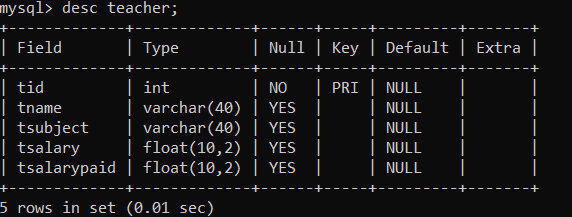 mysql> desc teacher;
+-------------+-------------+------+-----+---------+-------+
| Field       | Type        | Null | Key | Default | Extra |
+-------------+-------------+------+-----+---------+-------+
| tid         | int         | NO   | PRI | NULL    |       |
| tname       | varchar(40) | YES  |     | NULL    |       |
| tsubject    | varchar(40) | YES  |     | NULL    |       |
| tsalary     | float(10,2) | YES  |     | NULL    |       |
| tsalarypaid | float(10,2) | YES  |     | NULL    |       |
+-------------+-------------+------+-----+---------+-------+
5 rows in set (0.01 sec)